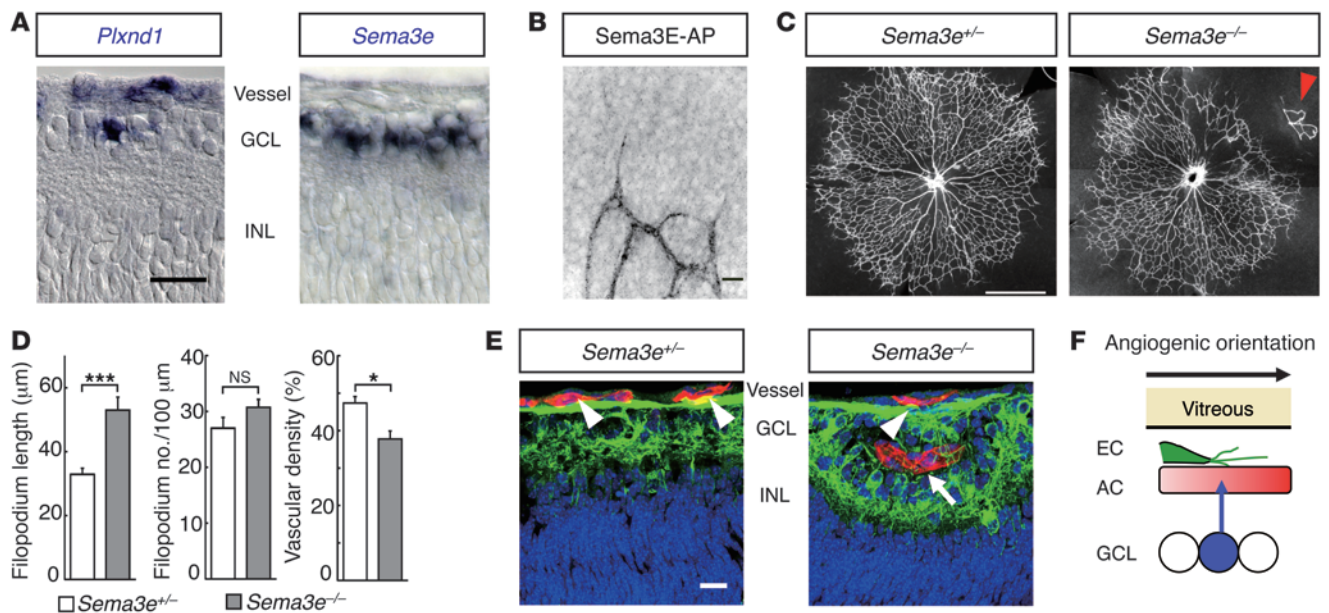 A
Plxnd1
Sema3e
Vessel
GCL
INL
B
Sema3E-AP
C
Sema3e+/–
Sema3e–/–
D
Filopodium length (μm)
60
40
20
0
***
Filopodium no./100 μm
40
30
20
10
0
NS
Vascular density (%)
60
40
20
0
*
Sema3e+/–
Sema3e–/–
E
Sema3e+/–
Sema3e–/–
Vessel
GCL
INL
F
Angiogenic orientation
Vitreous
EC
AC
GCL